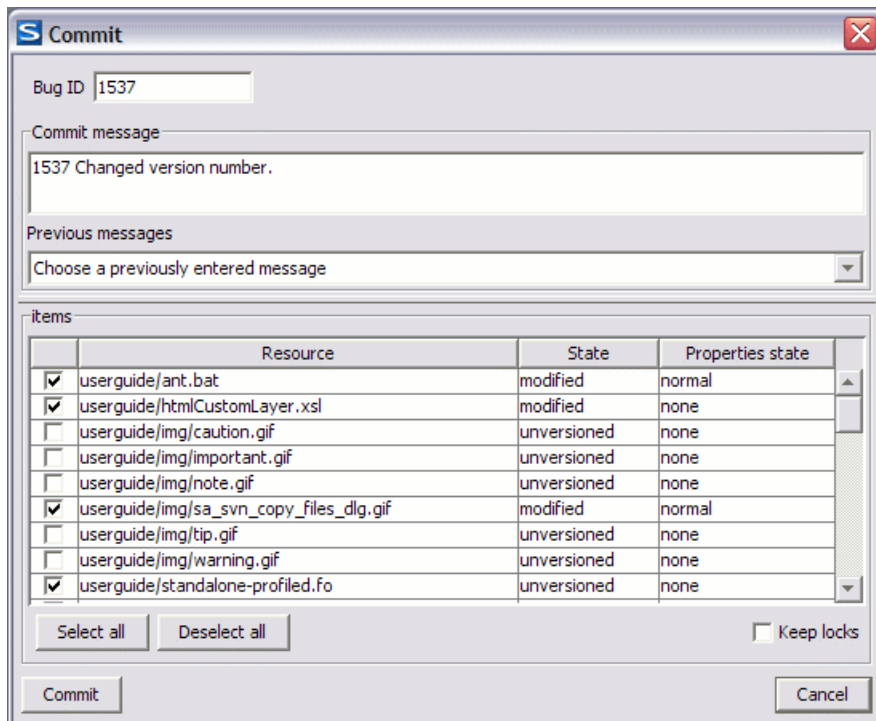 S Commit
Bug ID 1537
Commit message
1537 Changed version number.
Previous messages
Choose a previously entered message
items
Resource State Properties state
userguide/ant.bat modified normal
userguide/htmlCustomLayer.xsl modified none
userguide/img/caution.gif unversioned none
userguide/img/important.gif unversioned none
userguide/img/note.gif unversioned none
userguide/img/sa_svn_copy_files_dlg.gif modified normal
userguide/img/tip.gif unversioned none
userguide/img/warning.gif unversioned none
userguide/standalone-profiled.fo unversioned none
Select all Deselect all Keep locks
Commit Cancel